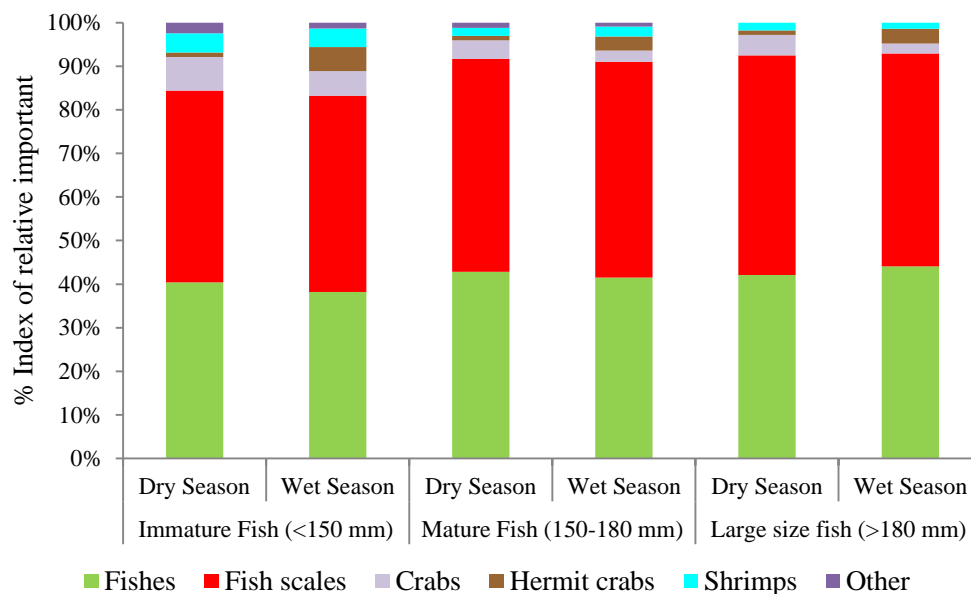 % Index of relative important
100%
90%
80%
70%
60%
50%
40%
30%
20%
10%
0%
Dry Season Wet Season Dry Season Wet Season Dry Season Wet Season
Immature Fish (<150 mm) Mature Fish (150-180 mm) Large size fish (>180 mm)
Fishes Fish scales Crabs Hermit crabs Shrimps Other